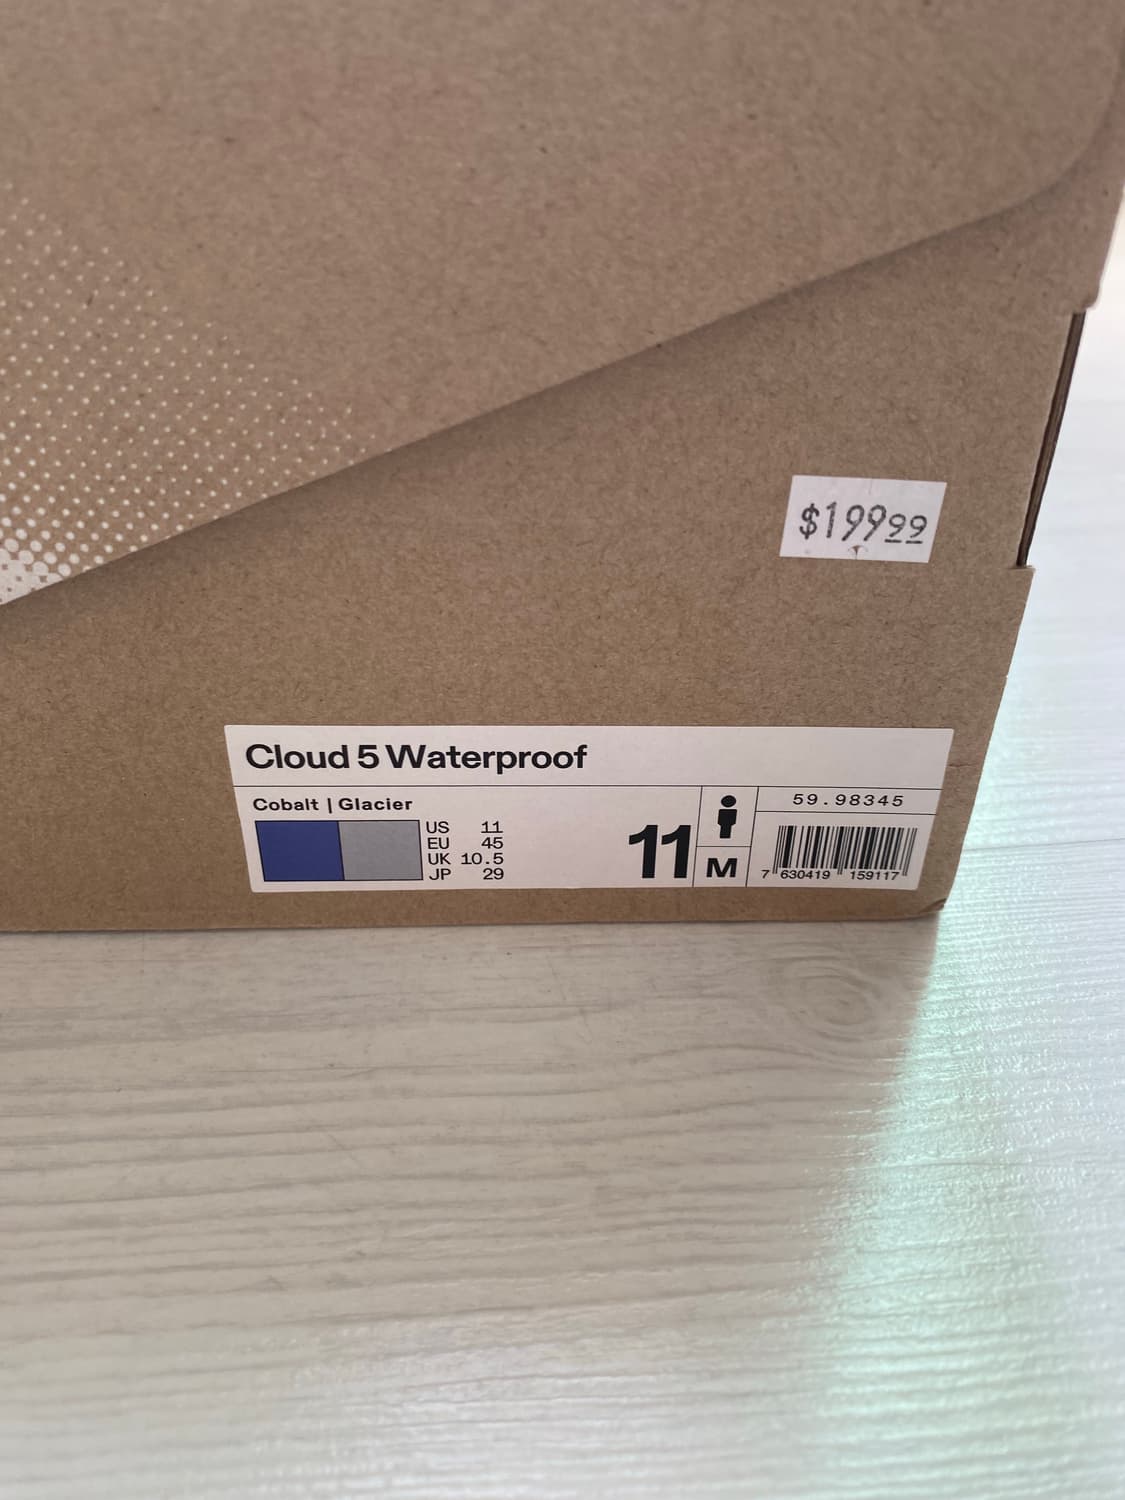 $199.99
Cloud 5 Waterproof
Cobalt | Glacier
US 11
EU 45
UK 10.5
JP 29
11
M
59.98345
7 630419 159117